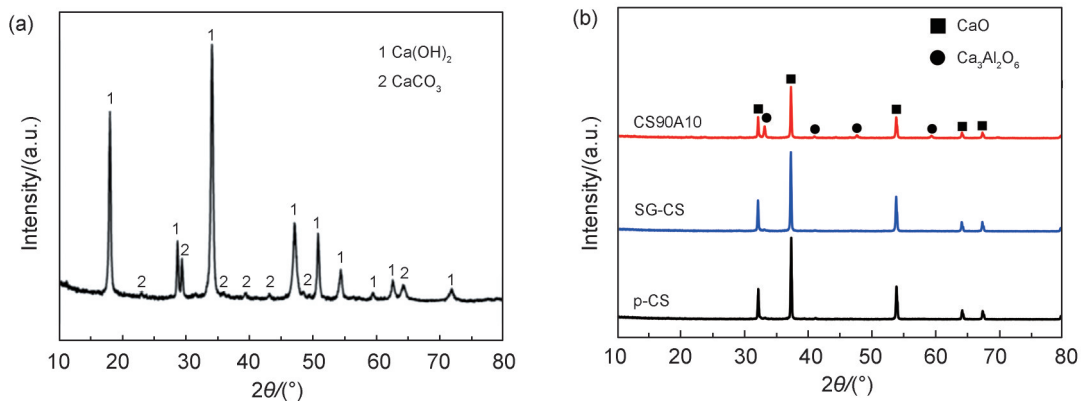 (a)
1 Ca(OH)₂
2 CaCO₃
1
2
1
2
1
2
2
2
1
2
1
1
1
1
2
1
Intensity/(a.u.)
10 20 30 40 50 60 70 80
2θ/(°)
(b)
■ CaO
● Ca₃Al₂O₆
CS90A10
SG-CS
p-CS
Intensity/(a.u.)
10 20 30 40 50 60 70 80
2θ/(°)